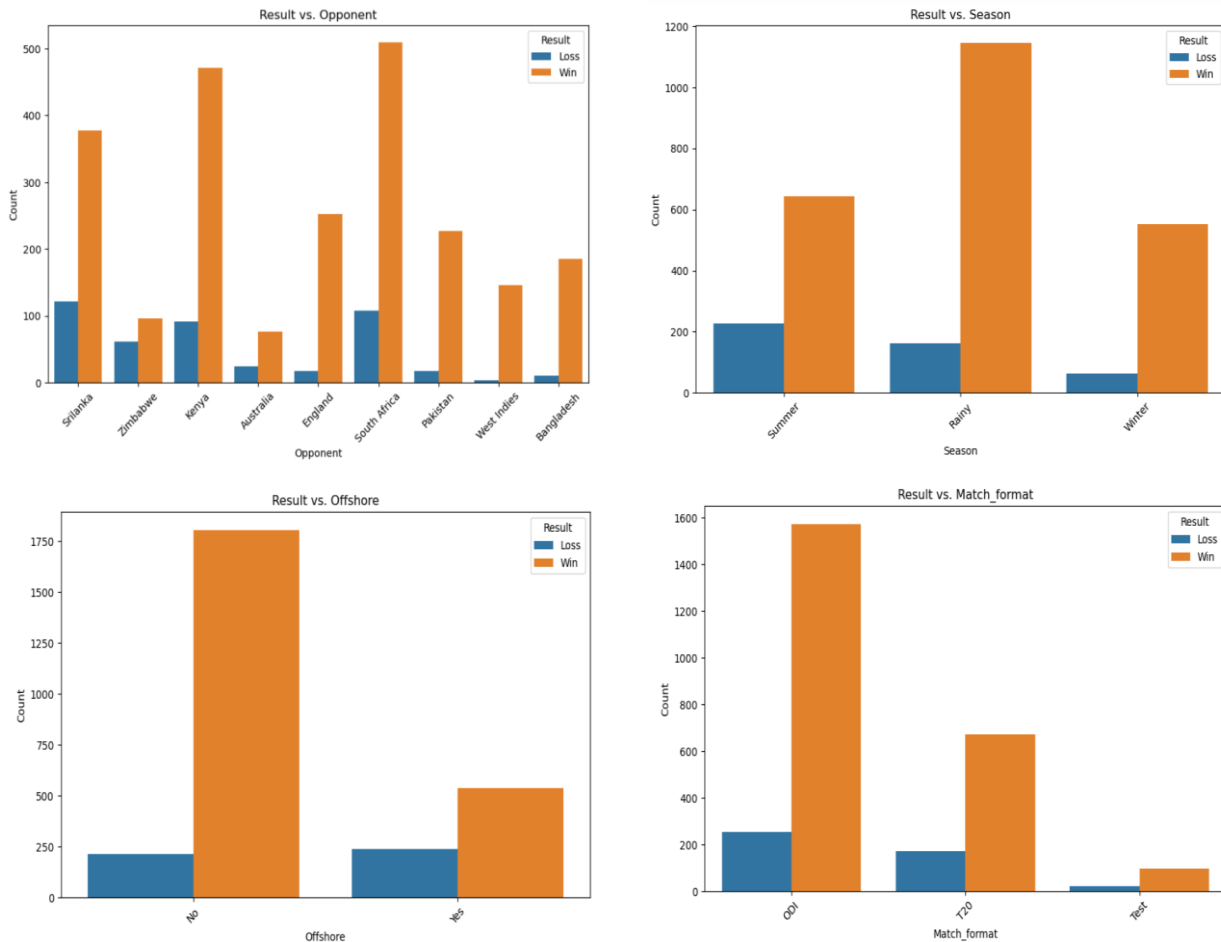 Result vs. Opponent
Result
Loss
Win
500
400
300
200
100
0
Count
Srilanka
Zimbabwe
Kenya
Australia
England
South Africa
Pakistan
West Indies
Bangladesh
Opponent
Result vs. Season
Result
Loss
Win
1200
1000
800
600
400
200
0
Count
Summer
Rainy
Winter
Season
Result vs. Offshore
Result
Loss
Win
1750
1500
1250
1000
750
500
250
0
Count
No
Yes
Offshore
Result vs. Match_format
Result
Loss
Win
1600
1400
1200
1000
800
600
400
200
0
Count
ODI
T20
Test
Match_format